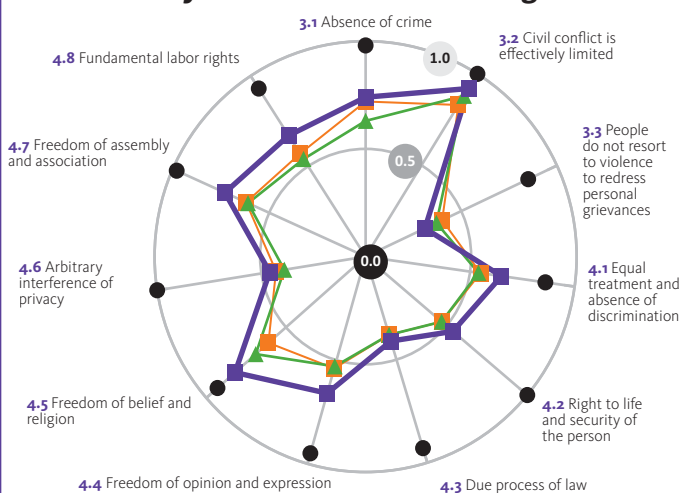 3.1 Absence of crime
3.2 Civil conflict is
effectively limited
1.0
4.8 Fundamental labor rights
3.3 People
do not resort
to violence
to redress
personal
grievances
4.7 Freedom of assembly
and association
0.5
4.6 Arbitrary
interference of
privacy
0.0
4.1 Equal
treatment and
absence of
discrimination
4.5 Freedom of belief and
religion
4.2 Right to life
and security of
the person
4.4 Freedom of opinion and expression
4.3 Due process of law